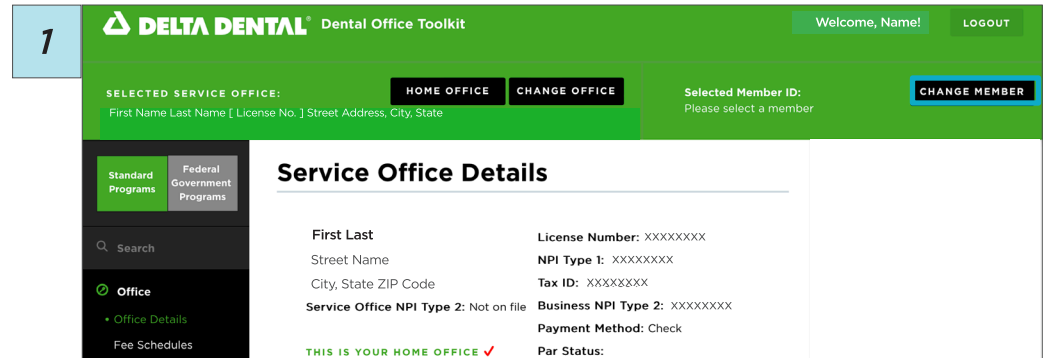 1
DELTA DENTAL® Dental Office Toolkit
Welcome, Name!
LOGOUT
SELECTED SERVICE OFFICE:
HOME OFFICE
CHANGE OFFICE
First Name Last Name [ License No. ] Street Address, City, State
Selected Member ID:
Please select a member
CHANGE MEMBER
Standard
Programs
Federal
Government
Programs
Search
Office
• Office Details
Fee Schedules
Service Office Details
First Last
Street Name
City, State ZIP Code
Service Office NPI Type 2: Not on file
THIS IS YOUR HOME OFFICE ✓
License Number: XXXXXXXX
NPI Type 1: XXXXXXXX
Tax ID: XXXXXXXX
Business NPI Type 2: XXXXXXXX
Payment Method: Check
Par Status: